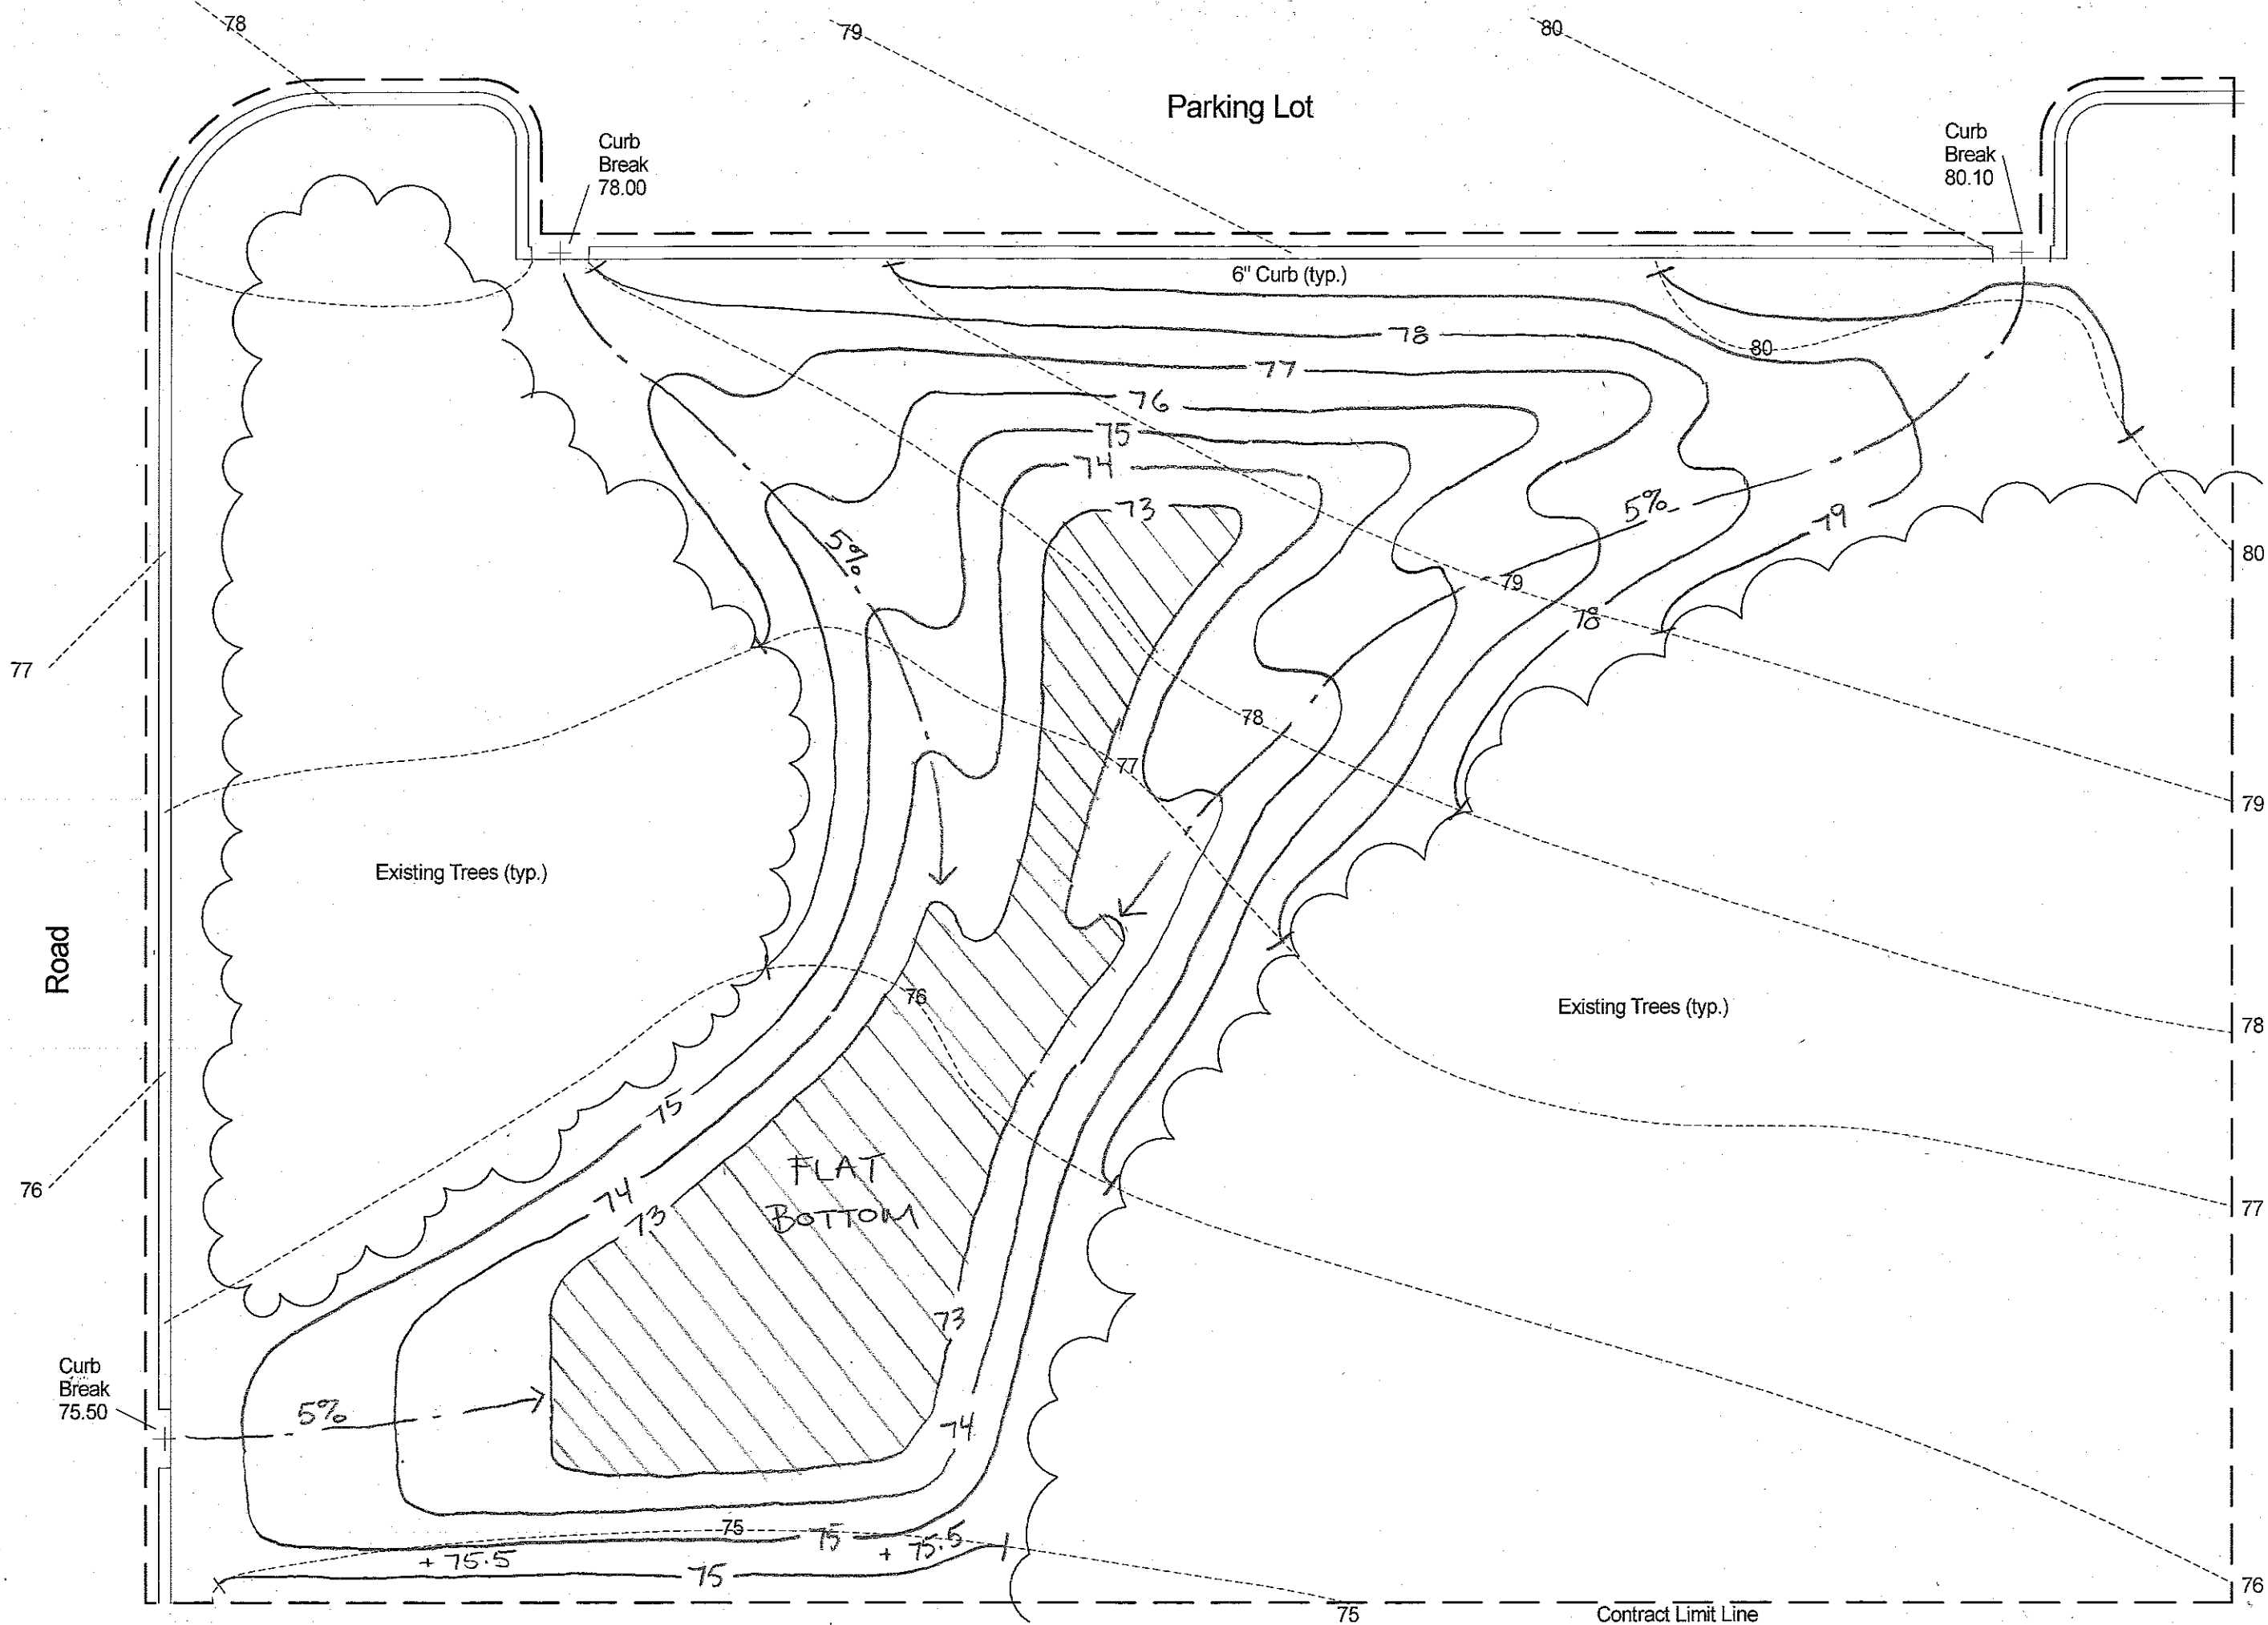 78
79
80
Parking Lot
Curb
Break
78.00
Curb
Break
80.10
6" Curb (typ.)
78
80
77
76
75
74
73
5%
5%
79
80
77
79
78
78
77
79
Existing Trees (typ.)
Road
76
Existing Trees (typ.)
78
75
FLAT
BOTTOM
76
74
73
77
73
Curb
Break
75.50
5%
74
75
75
+ 75.5
+ 75.5
75
76
75
Contract Limit Line